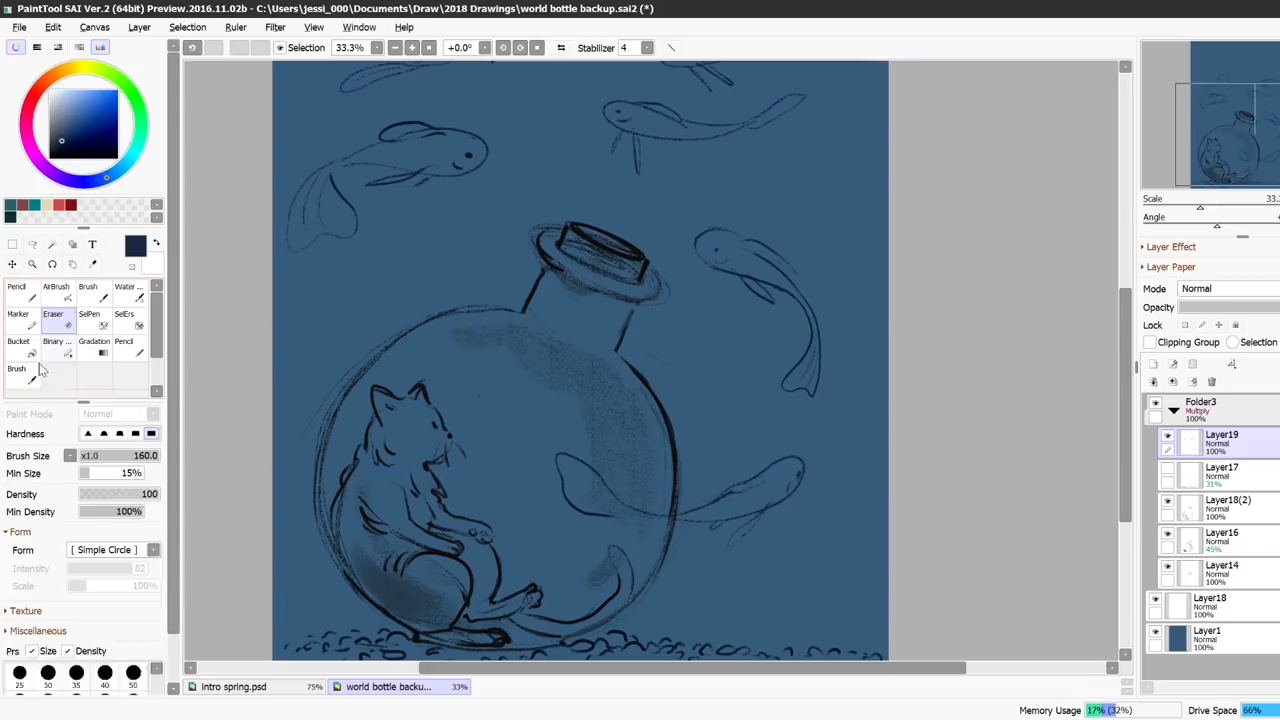 PaintTool SAI Ver.2 (64bit) Preview.2016.11.02b - C:\Users\jessi_000\Documents\Draw\2018 Drawings\world bottle backup.sai2 (*)
File Edit Canvas Layer Selection Ruler Filter View Window Help
Selection 33.3% +0.0° Stabilizer 4
T
Pencil AirBrush Brush Water ...
Marker Eraser SelPen SelErs
Bucket Binary ... Gradation Pencil
Brush
Paint Mode Normal
Hardness
Brush Size x1.0 160.0
Min Size 15%
Density 100
Min Density 100%
Form
Form [ Simple Circle ]
Intensity 82
Scale 100%
Texture
Miscellaneous
Prs Size Density
25 30 35 40 50
Scale 33.3
Angle
Layer Effect
Layer Paper
Mode Normal
Opacity
Lock
Clipping Group Selection
Folder3
Multiply
100%
Layer19
Normal
100%
Layer17
Normal
31%
Layer18(2)
Normal
100%
Layer16
Normal
45%
Layer14
Normal
100%
Layer18
Normal
100%
Layer1
Normal
100%
intro spring.psd 75% world bottle backu... 33%
Memory Usage 17% (32%) Drive Space 66%